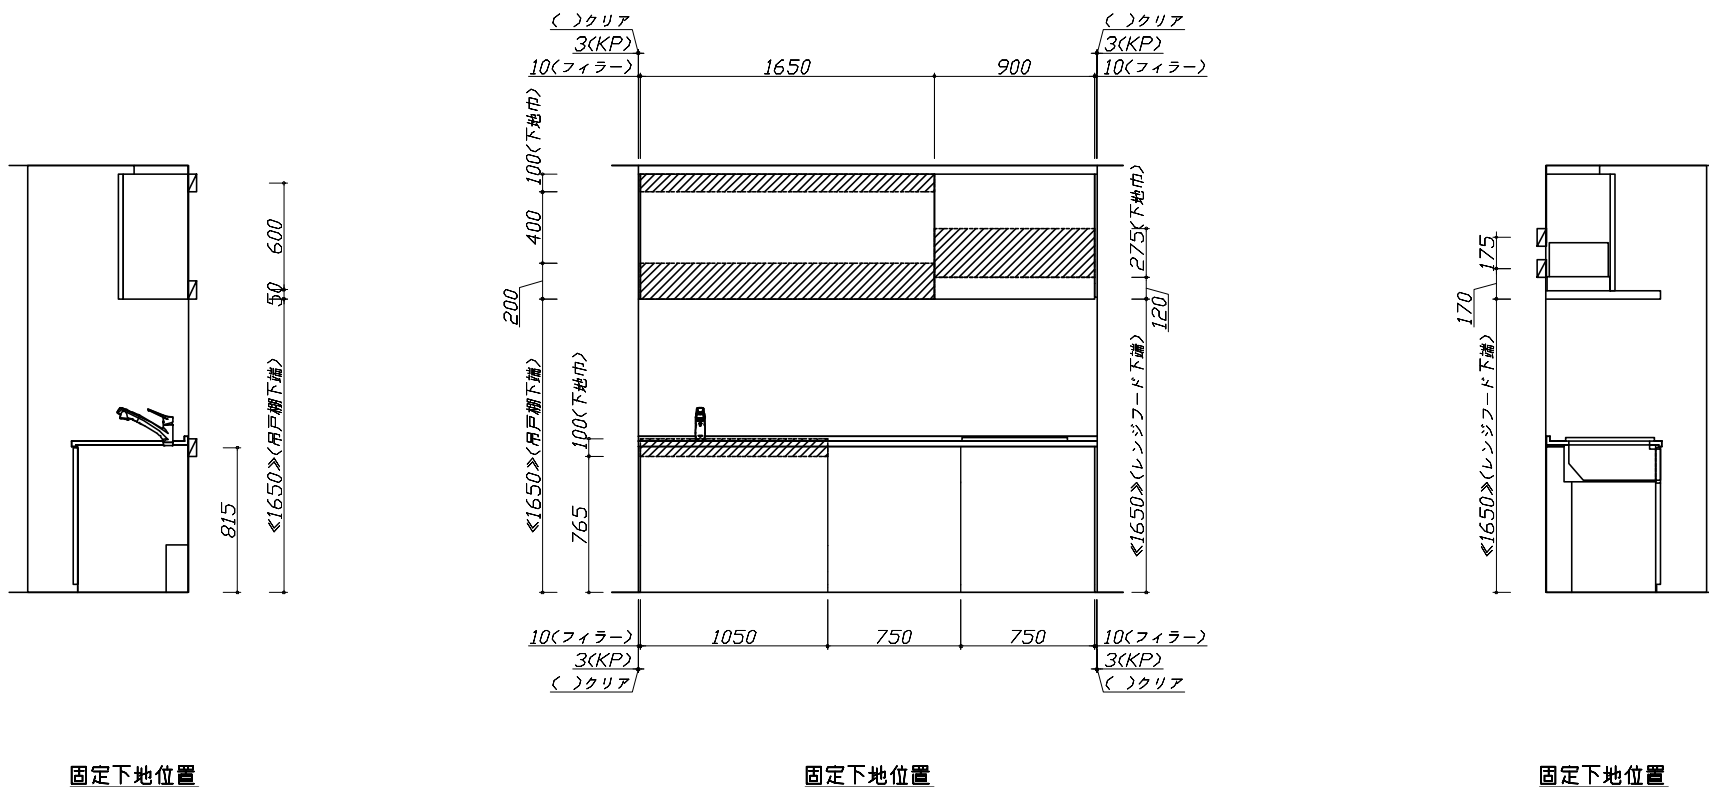 ( )クリア
3(KP)
10(フィラー)
1650
900
( )クリア
3(KP)
10(フィラー)
600
50
≪1650≫(吊戸棚下端)
815
100(下地巾)
400
200
≪1650≫(吊戸棚下端)
100(下地巾)
765
275(下地巾)
120
≪1650≫(レンジフード下端)
175
170
≪1650≫(レンジフード下端)
10(フィラー)
1050
750
750
10(フィラー)
3(KP)
( )クリア
3(KP)
( )クリア
固定下地位置
固定下地位置
固定下地位置